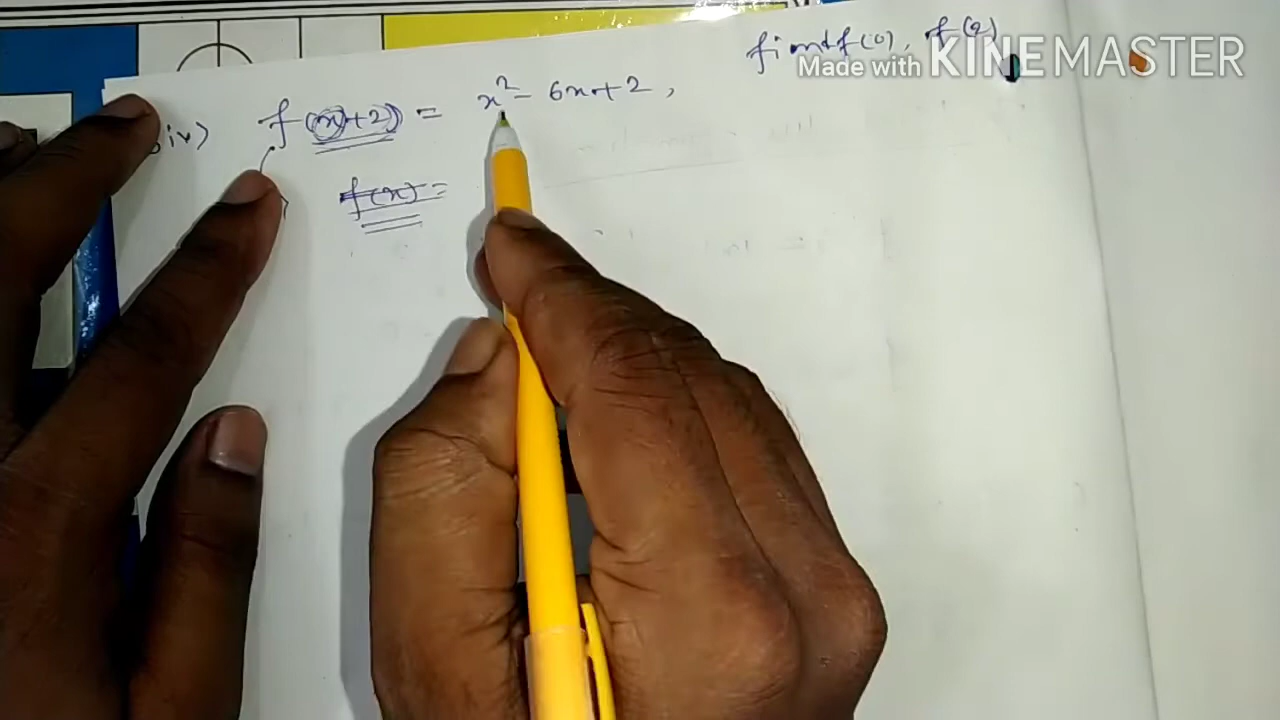 find f(0), f(2)
Made with KINEMASTER
iv) f(x+2) = x² - 6x + 2,
f(x) =